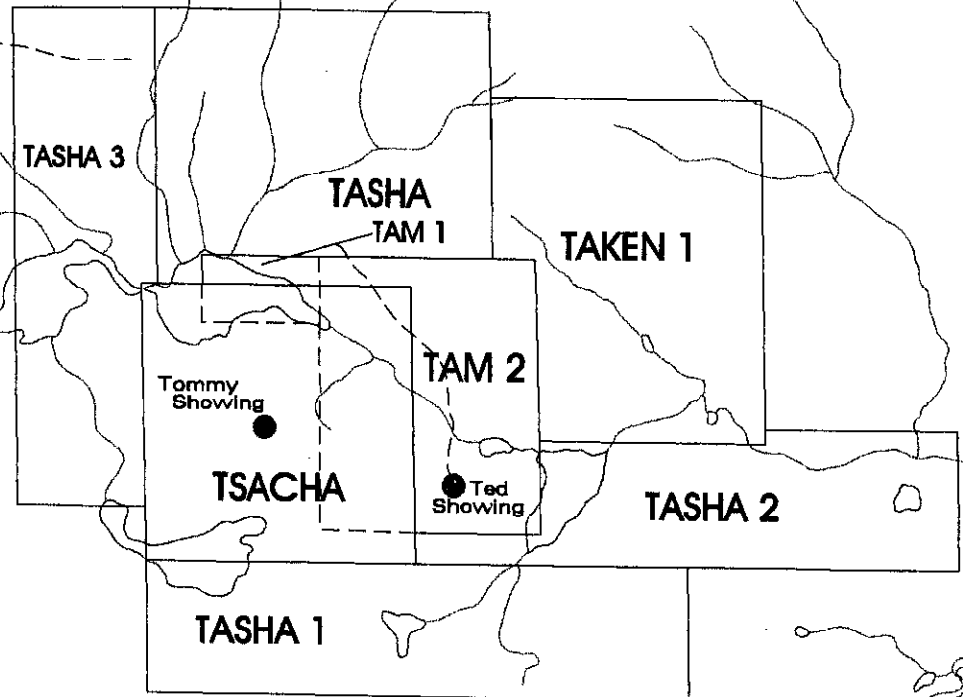 TASHA 3
TASHA
TAM 1
TAKEN 1
TAM 2
Tommy
Showing
TSACHA
Ted
Showing
TASHA 2
TASHA 1